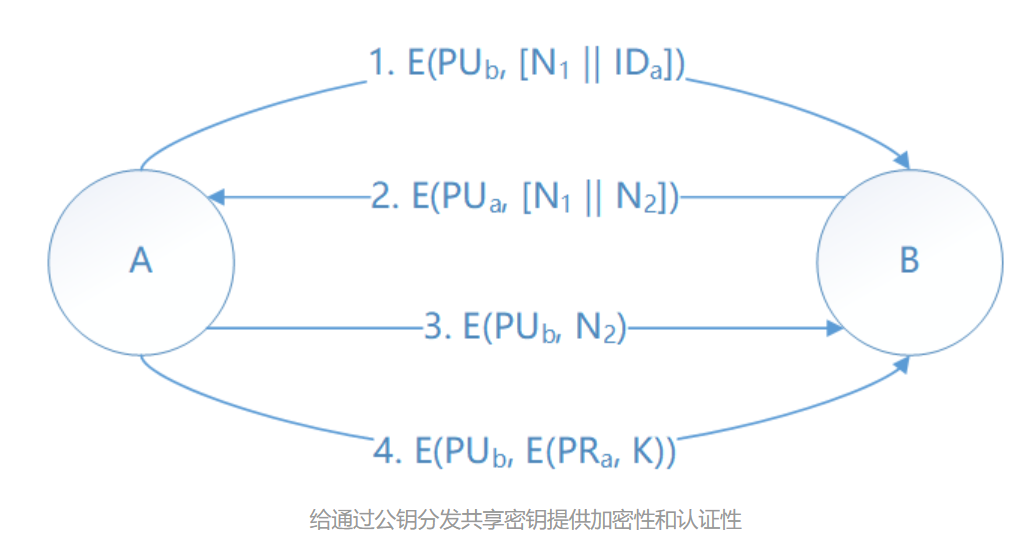 1. E(PU_b, [N_1 || ID_a])
2. E(PU_a, [N_1 || N_2])
A
B
3. E(PU_b, N_2)
4. E(PU_b, E(PR_a, K))
给通过公钥分发共享密钥提供加密性和认证性